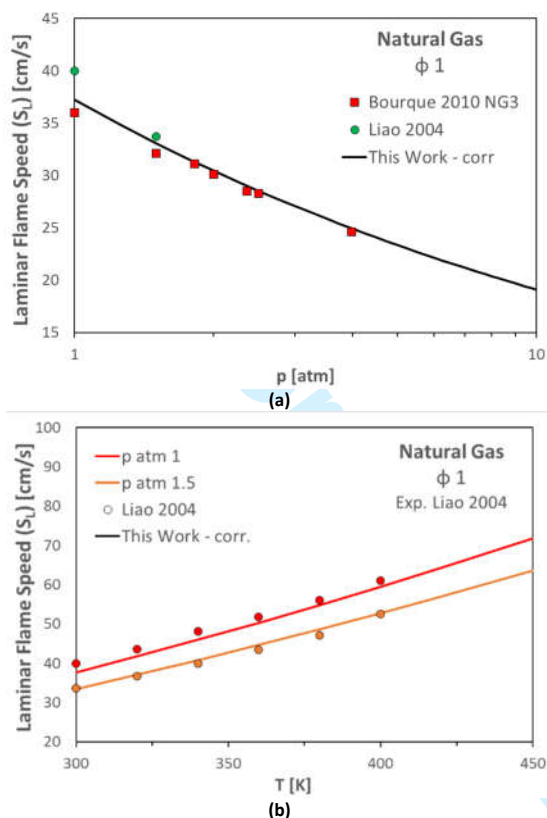 45
40
35
30
25
20
15
Laminar Flame Speed (SL) [cm/s]
Natural Gas
ϕ 1
Bourque 2010 NG3
Liao 2004
This Work - corr
1
10
p [atm]
(a)
100
90
80
70
60
50
40
30
20
Laminar Flame Speed (SL) [cm/s]
p atm 1
p atm 1.5
Liao 2004
This Work - corr.
Natural Gas
ϕ 1
Exp. Liao 2004
300
350
400
450
T [K]
(b)